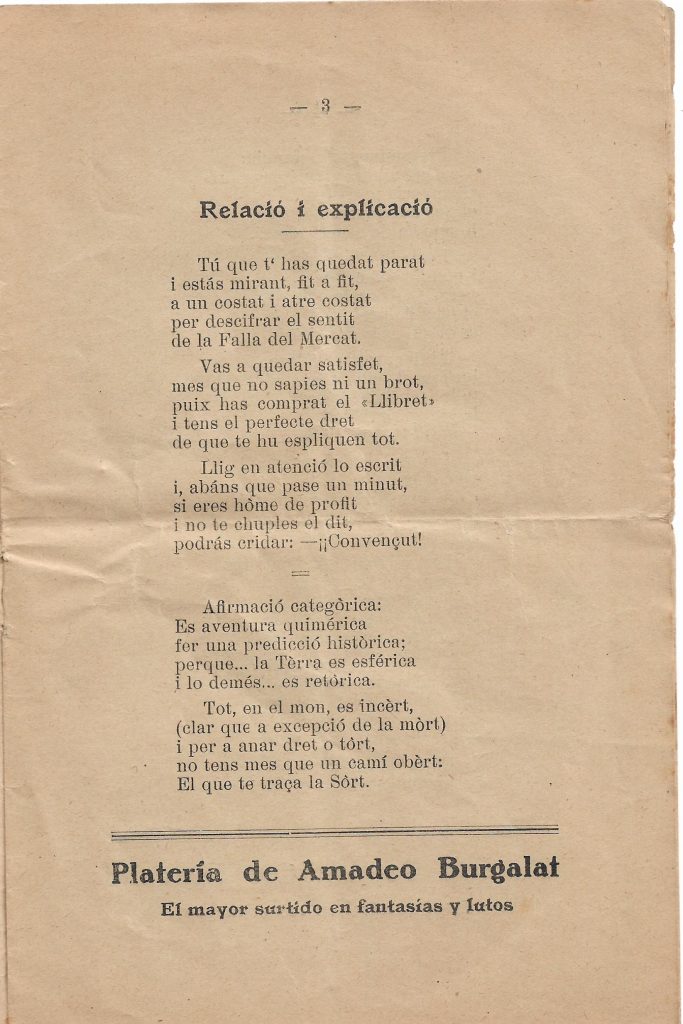 — 3 —
Relació i explicació
Tú que t‘ has quedat parat
i estás mirant, fit a fit,
a un costat i atre costat
per descifrar el sentit
de la Falla del Mercat.
Vas a quedar satisfet,
mes que no sapies ni un brot,
puix has comprat el «Llibret»
i tens el perfecte dret
de que te hu espliquen tot.
Llig en atenció lo escrit
i, abáns que pase un minut,
si eres hòme de profit
i no te chuples el dit,
podrás cridar: —¡¡Convençut!
Afirmació categòrica:
Es aventura quimérica
fer una predicció històrica;
perque... la Tèrra es esférica
i lo demés... es retòrica.
Tot, en el mon, es incèrt,
(clar que a excepció de la mòrt)
i per a anar dret o tòrt,
no tens mes que un camí obèrt:
El que te traça la Sòrt.
Platería de Amadeo Burgalat
El mayor surtido en fantasías y lutos